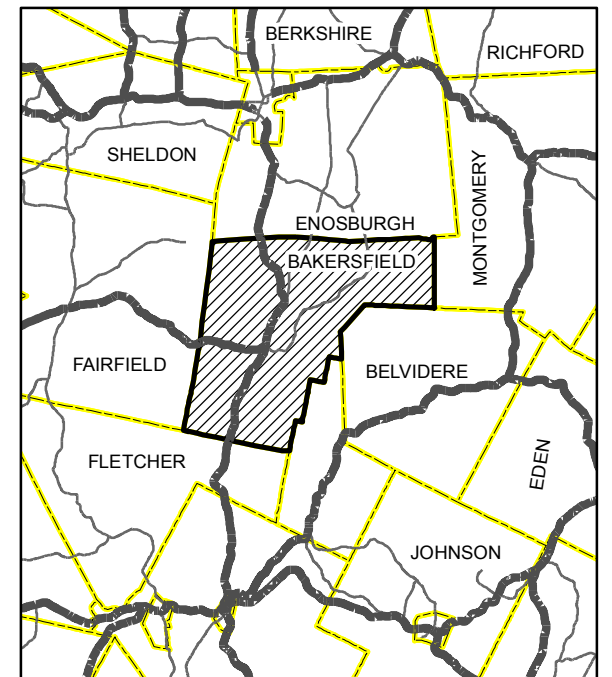 BERKSHIRE
RICHFORD
SHELDON
MONTGOMERY
ENOSBURGH
BAKERSFIELD
FAIRFIELD
BELVIDERE
FLETCHER
EDEN
JOHNSON